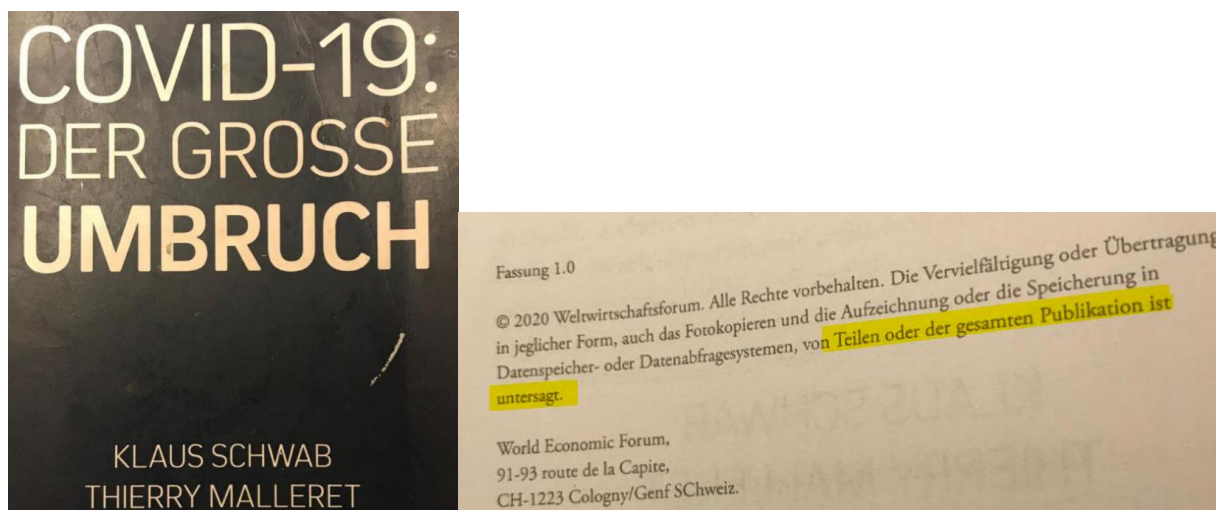 COVID-19:
DER GROSSE
UMBRUCH
KLAUS SCHWAB
THIERRY MALLERET
Fassung 1.0
© 2020 Weltwirtschaftsforum. Alle Rechte vorbehalten. Die Vervielfältigung oder Übertragung
in jeglicher Form, auch das Fotokopieren und die Aufzeichnung oder die Speicherung in
Datenspeicher- oder Datenabfragesystemen, von Teilen oder der gesamten Publikation ist
untersagt.
World Economic Forum,
91-93 route de la Capite,
CH-1223 Cologny/Genf SChweiz.